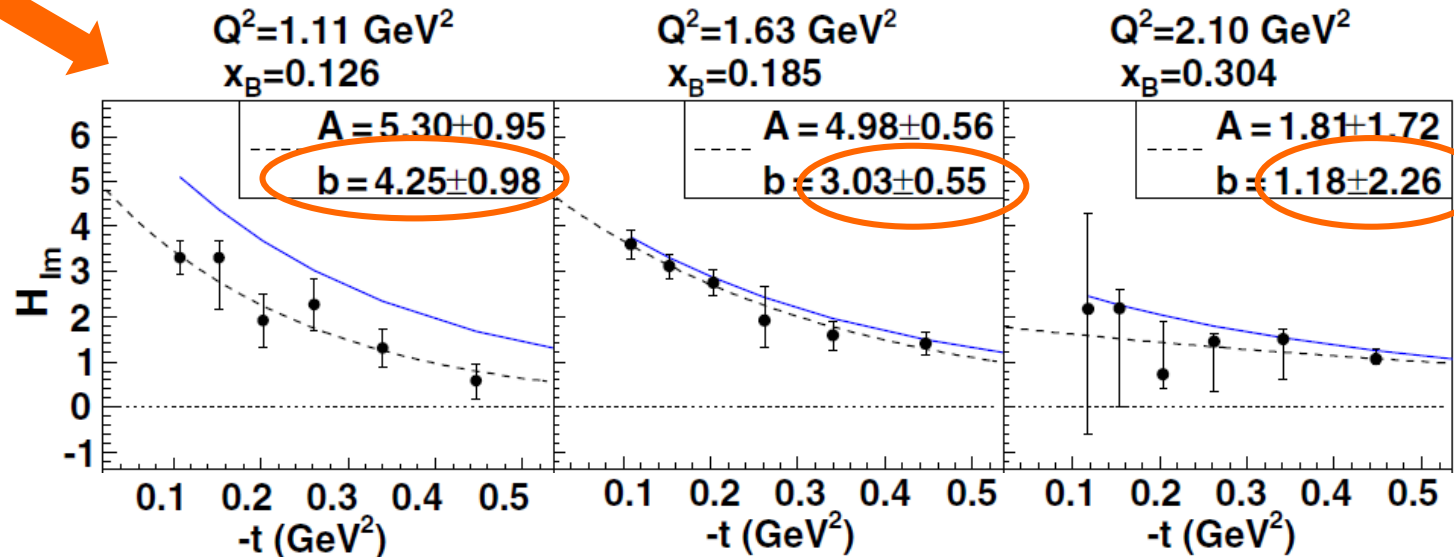 Q²=1.11 GeV²
x_B=0.126
Q²=1.63 GeV²
x_B=0.185
Q²=2.10 GeV²
x_B=0.304
A = 5.30±0.95
b = 4.25±0.98
A = 4.98±0.56
b = 3.03±0.55
A = 1.81±1.72
b = 1.18±2.26
H_Im
6
5
4
3
2
1
0
-1
0.1 0.2 0.3 0.4 0.5
0.1 0.2 0.3 0.4 0.5
0.1 0.2 0.3 0.4 0.5
-t (GeV²)
-t (GeV²)
-t (GeV²)